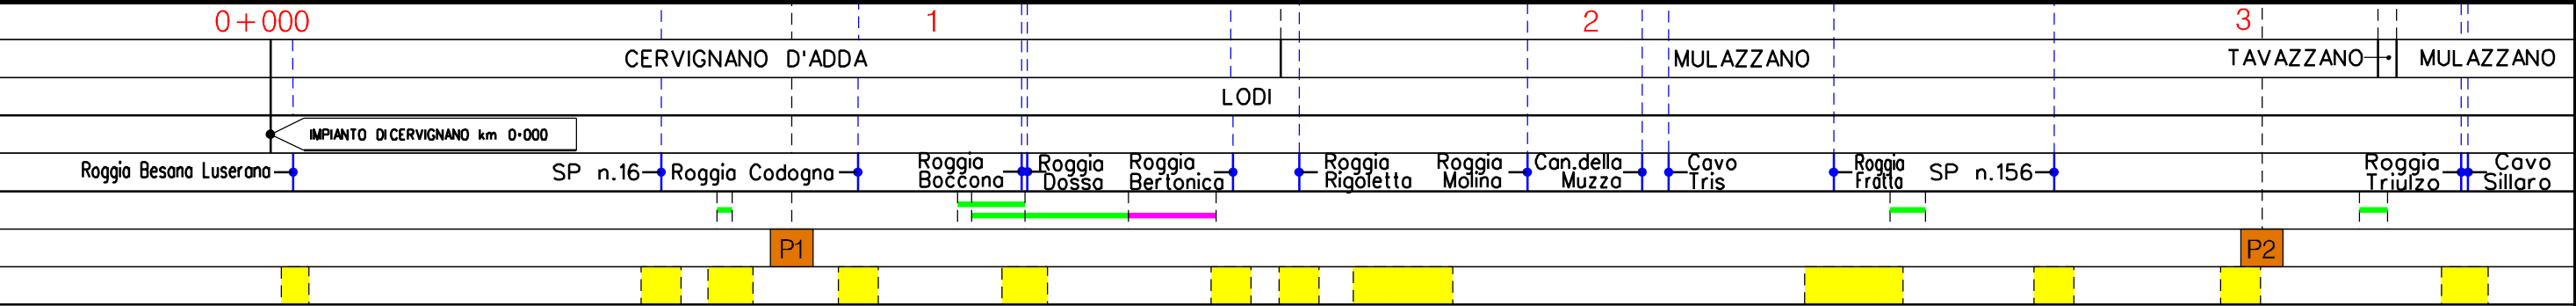 0+000 1 2 3
CERVIGNANO D'ADDA MULAZZANO TAVAZZANO MULAZZANO
LODI
IMPIANTO DI CERVIGNANO km 0+000
Roggia Besana Luserana
SP n.16
Roggia Codogna
Roggia
Boccona
Roggia
Dossa
Roggia
Bertonica
Roggia
Rigoletta
Roggia
Molina
Can.della
Muzza
Cavo
Tris
Roggia
Fratta
SP n.156
Roggia
Triulzo
Cavo
Sillaro
P1 P2